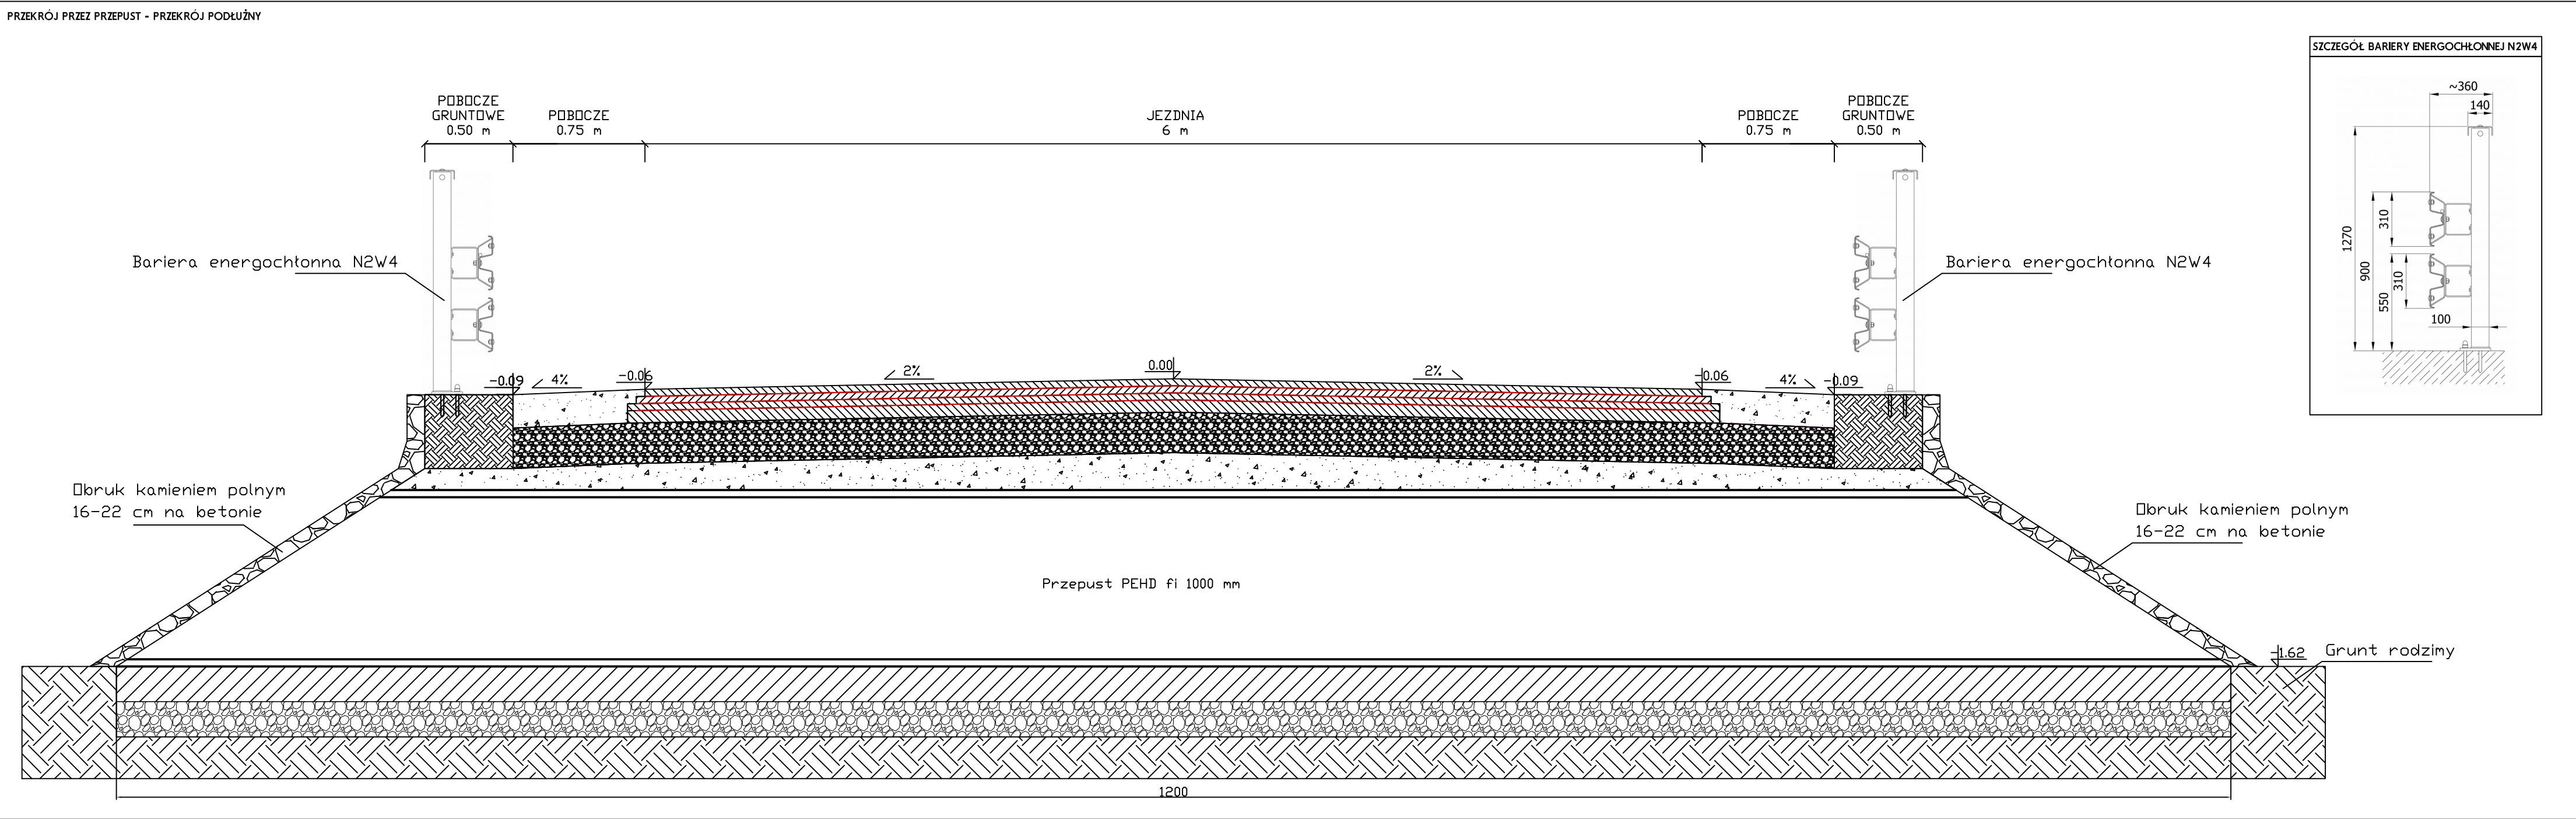 PRZEKRÓJ PRZEZ PRZEPUST - PRZEKRÓJ PODŁUŻNY
SZCZEGÓŁ BARIERY ENERGOCHŁONNEJ N2W4
~360
140
1270
900
310
550
310
100
POBOCZE
GRUNTOWE
0.50 m
POBOCZE
0.75 m
JEZDNIA
6 m
POBOCZE
0.75 m
POBOCZE
GRUNTOWE
0.50 m
Bariera energochłonna N2W4
Bariera energochłonna N2W4
-0.09
4%
-0.06
2%
0.00
2%
-0.06
4%
-0.09
Obruk kamieniem polnym
16-22 cm na betonie
Obruk kamieniem polnym
16-22 cm na betonie
Przepust PEHD fi 1000 mm
-1.62
Grunt rodzimy
1200